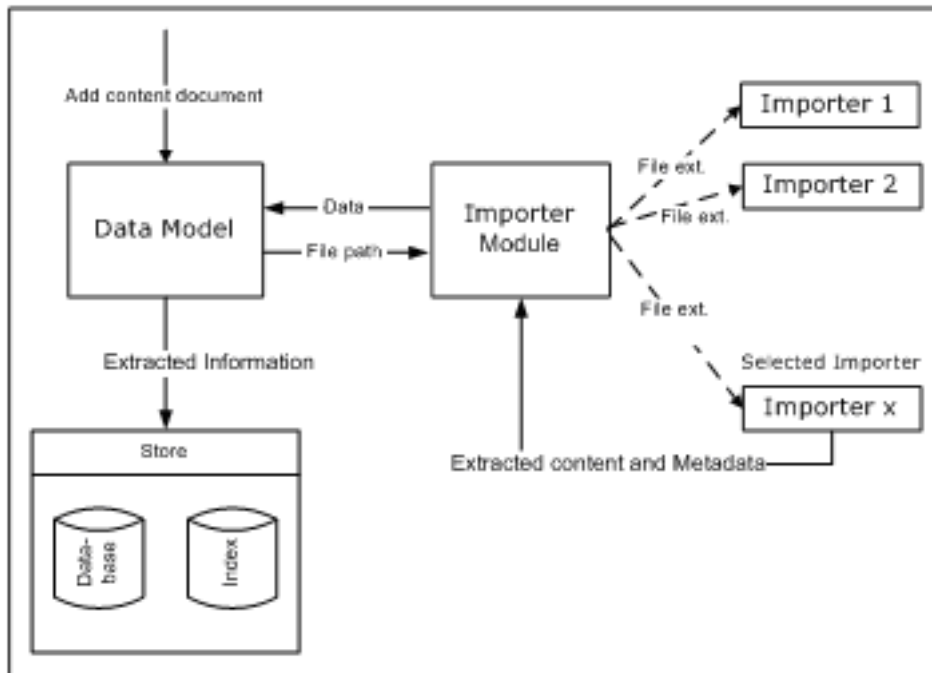 Add content document
Importer 1
File ext.
Importer 2
File ext.
Data
Importer
Module
Data Model
File path
File ext.
Extracted Information
Selected Importer
Importer x
Store
Extracted content and Metadata
Data-
base
Index